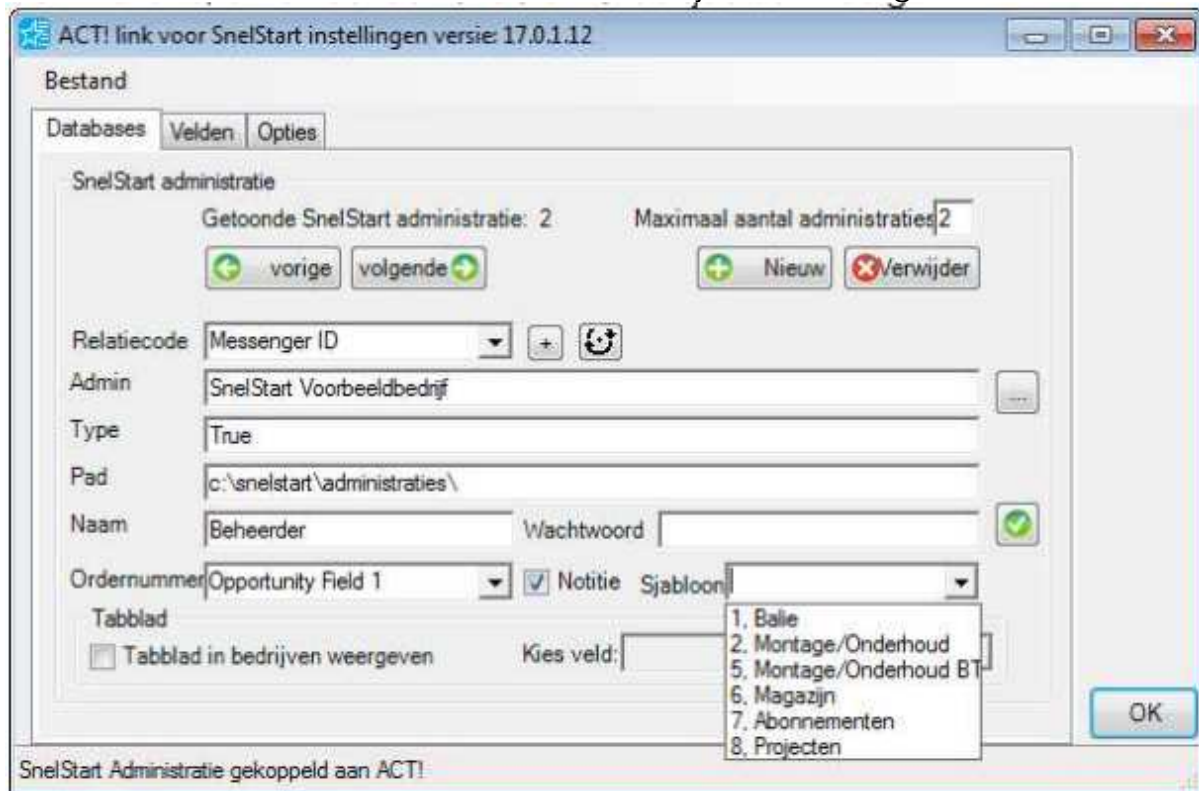 ACT! link voor SnelStart instellingen versie: 17.0.1.12
Bestand
Databases Velden Opties
SnelStart administratie
Getoonde SnelStart administratie: 2 Maximaal aantal administraties 2
vorige volgende Nieuw Verwijder
Relatiecode Messenger ID +
Admin SnelStart Voorbeeldbedrijf ...
Type True
Pad c:\snelstart\administraties\
Naam Beheerder Wachtwoord
Ordernummer Opportunity Field 1 Notitie Sjabloon
Tabblad
Tabblad in bedrijven weergeven Kies veld:
1, Balie
2, Montage/Onderhoud
5, Montage/Onderhoud BT
6, Magazijn
7, Abonnementen
8, Projecten
OK
SnelStart Administratie gekoppeld aan ACT!